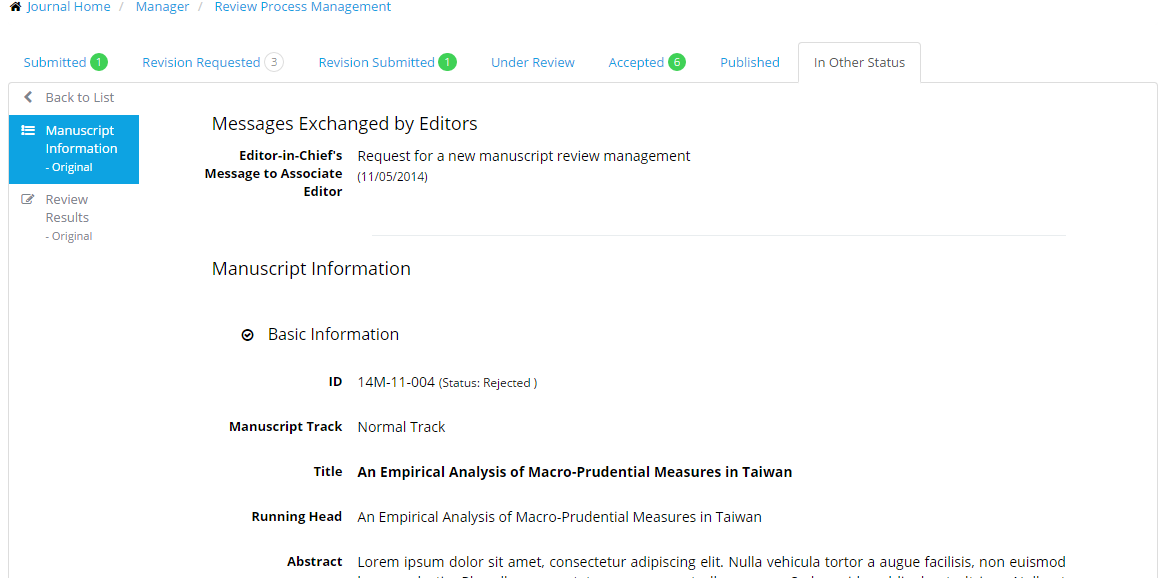 Journal Home / Manager / Review Process Management
Submitted 1 Revision Requested 3 Revision Submitted 1 Under Review Accepted 6 Published In Other Status
Back to List
Manuscript
Information
- Original
Review
Results
- Original
Messages Exchanged by Editors
Editor-in-Chief's
Message to Associate
Editor
Request for a new manuscript review management
(11/05/2014)
Manuscript Information
Basic Information
ID 14M-11-004 (Status: Rejected )
Manuscript Track Normal Track
Title An Empirical Analysis of Macro-Prudential Measures in Taiwan
Running Head An Empirical Analysis of Macro-Prudential Measures in Taiwan
Abstract Lorem ipsum dolor sit amet, consectetur adipiscing elit. Nulla vehicula tortor a augue facilisis, non euismod